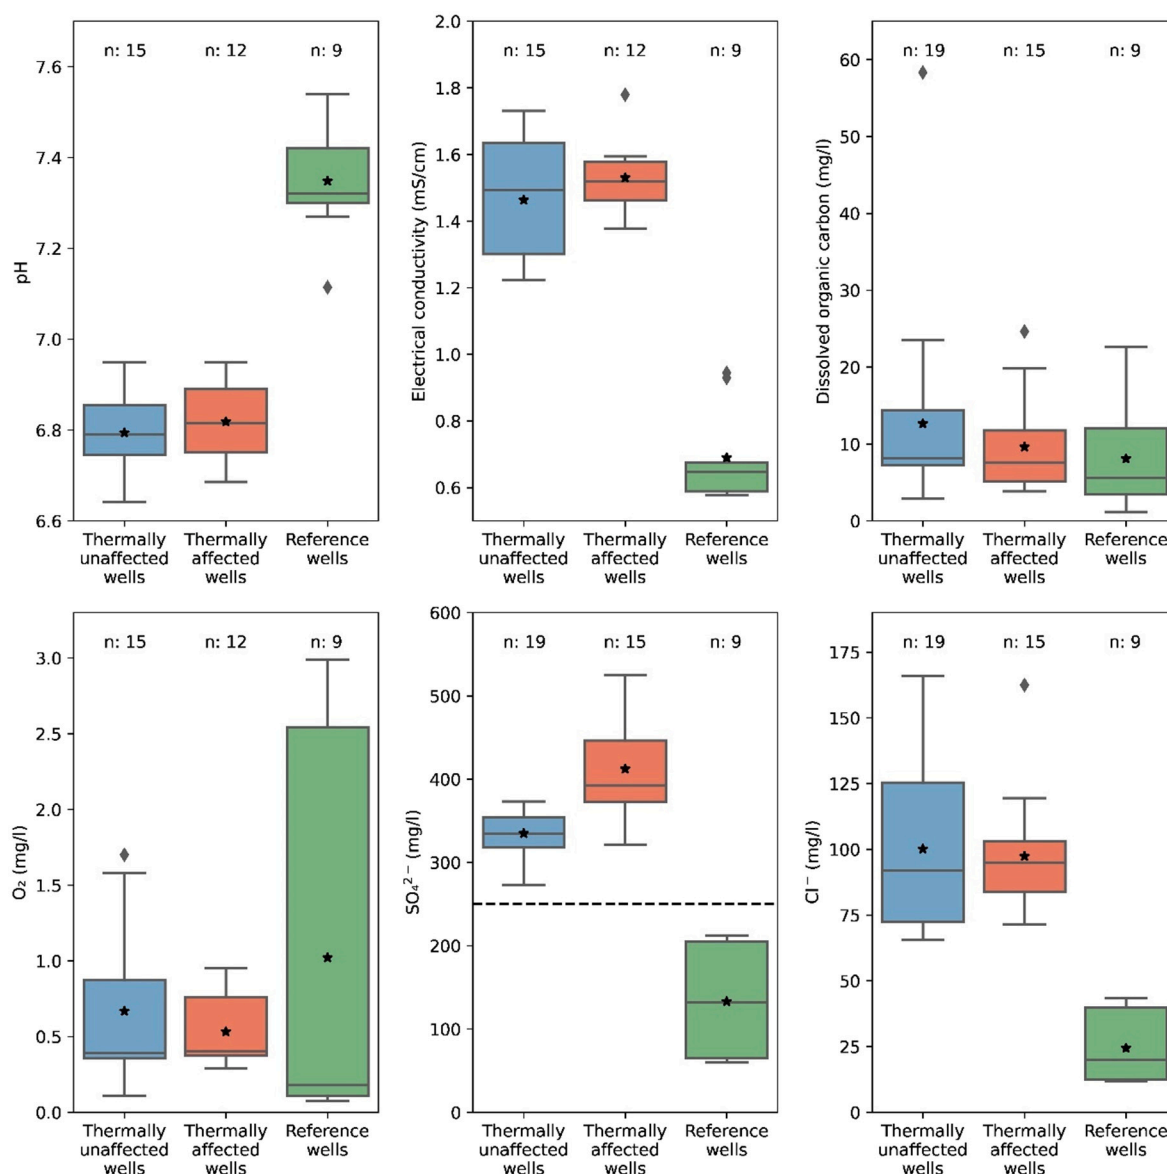 n: 15
n: 12
n: 9
7.6
7.4
7.2
7.0
6.8
6.6
pH
Thermally
unaffected
wells
Thermally
affected
wells
Reference
wells
n: 15
n: 12
n: 9
2.0
1.8
1.6
1.4
1.2
1.0
0.8
0.6
Electrical conductivity (mS/cm)
Thermally
unaffected
wells
Thermally
affected
wells
Reference
wells
n: 19
n: 15
n: 9
60
50
40
30
20
10
0
Dissolved organic carbon (mg/l)
Thermally
unaffected
wells
Thermally
affected
wells
Reference
wells
n: 15
n: 12
n: 9
3.0
2.5
2.0
1.5
1.0
0.5
0.0
O₂ (mg/l)
Thermally
unaffected
wells
Thermally
affected
wells
Reference
wells
n: 19
n: 15
n: 9
600
500
400
300
200
100
0
SO₄²⁻ (mg/l)
Thermally
unaffected
wells
Thermally
affected
wells
Reference
wells
n: 19
n: 15
n: 9
175
150
125
100
75
50
25
0
Cl⁻ (mg/l)
Thermally
unaffected
wells
Thermally
affected
wells
Reference
wells